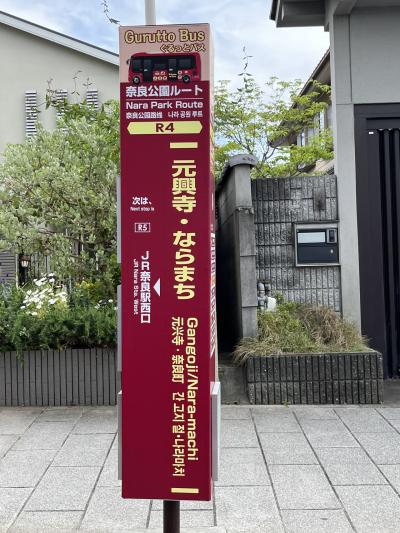 Gurutto Bus
ぐるっとバス
奈良公園ルート
Nara Park Route
奈良公园路线 나라 공원 루트
R4
次は、
Next stop is
R5
JR奈良駅西口
JR Nara Sta. West
元興寺・ならまち
Gangoji/Nara-machi
元兴寺・奈良町 간 고지 절・나라마치